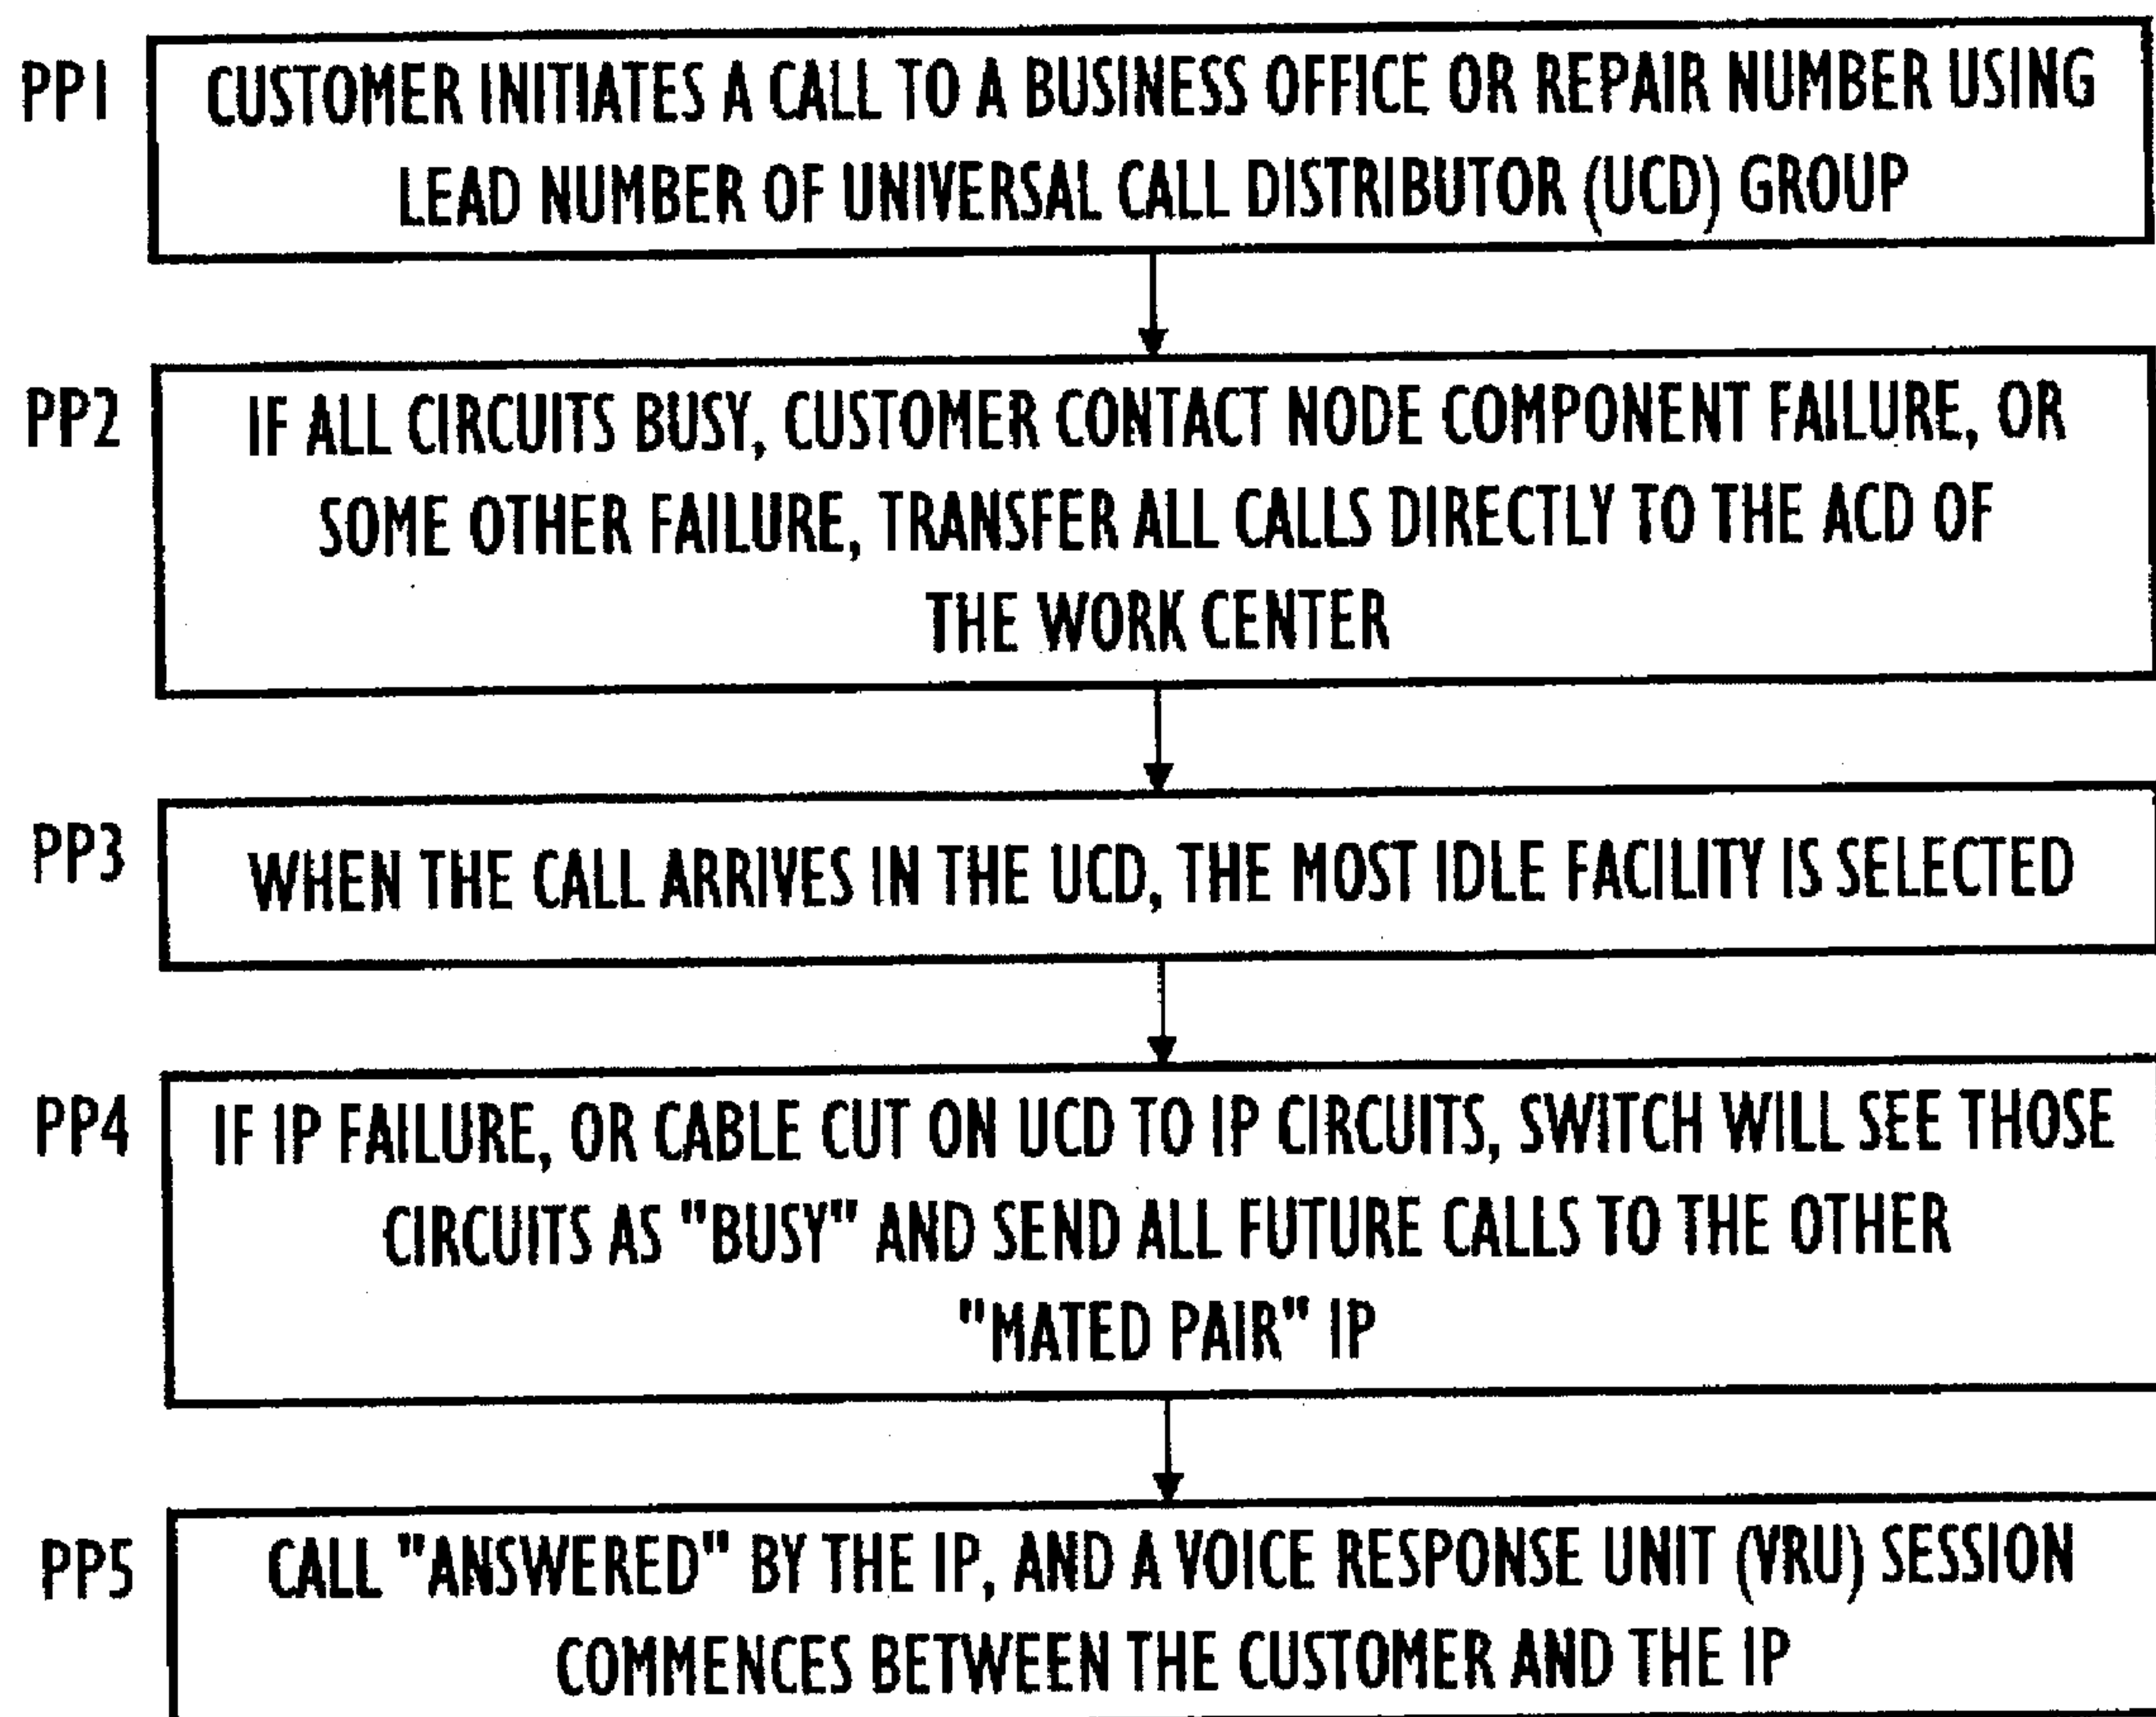 PP1
CUSTOMER INITIATES A CALL TO A BUSINESS OFFICE OR REPAIR NUMBER USING
LEAD NUMBER OF UNIVERSAL CALL DISTRIBUTOR (UCD) GROUP
PP2
IF ALL CIRCUITS BUSY, CUSTOMER CONTACT NODE COMPONENT FAILURE, OR
SOME OTHER FAILURE, TRANSFER ALL CALLS DIRECTLY TO THE ACD OF
THE WORK CENTER
PP3
WHEN THE CALL ARRIVES IN THE UCD, THE MOST IDLE FACILITY IS SELECTED
PP4
IF IP FAILURE, OR CABLE CUT ON UCD TO IP CIRCUITS, SWITCH WILL SEE THOSE
CIRCUITS AS "BUSY" AND SEND ALL FUTURE CALLS TO THE OTHER
"MATED PAIR" IP
PP5
CALL "ANSWERED" BY THE IP, AND A VOICE RESPONSE UNIT (VRU) SESSION
COMMENCES BETWEEN THE CUSTOMER AND THE IP